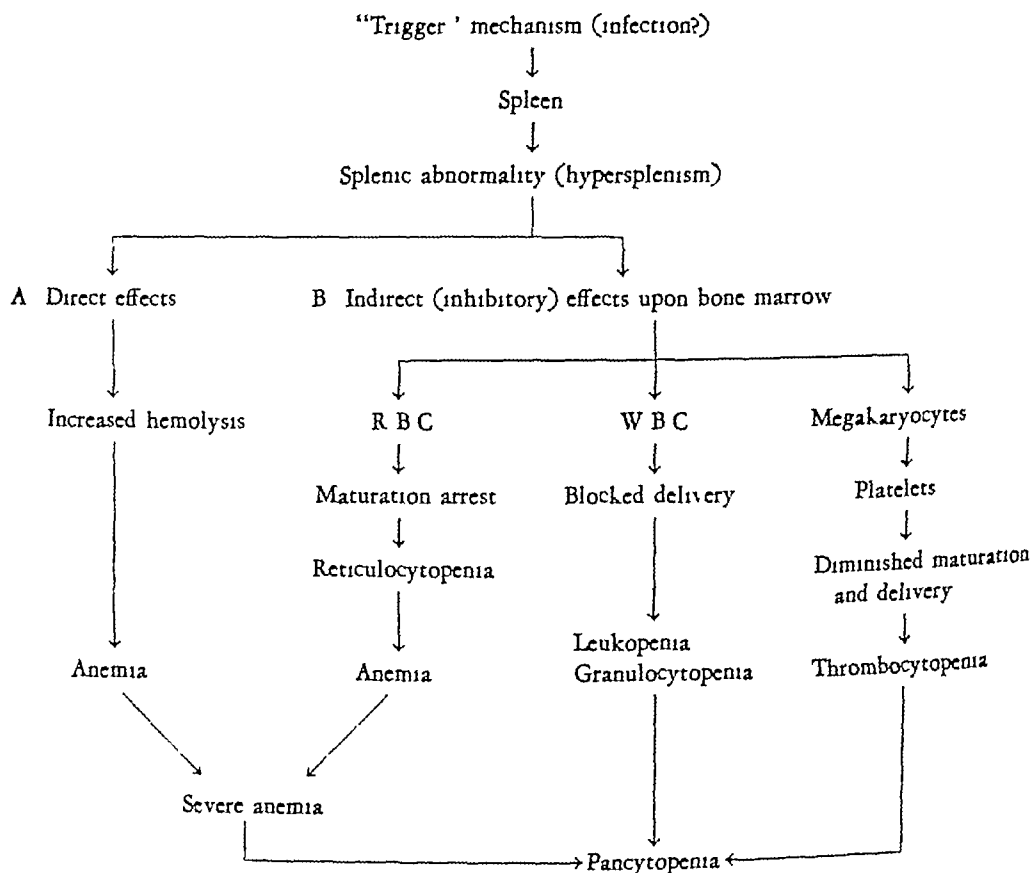 “Trigger ’ mechanism (infection?)
Spleen
Splenic abnormality (hypersplenism)
A Direct effects
B Indirect (inhibitory) effects upon bone marrow
Increased hemolysis
R B C
W B C
Megakaryocytes
Maturation arrest
Blocked delivery
Platelets
Reticulocytopenia
Diminished maturation
and delivery
Anemia
Anemia
Leukopenia
Granulocytopenia
Thrombocytopenia
Severe anemia
Pancytopenia